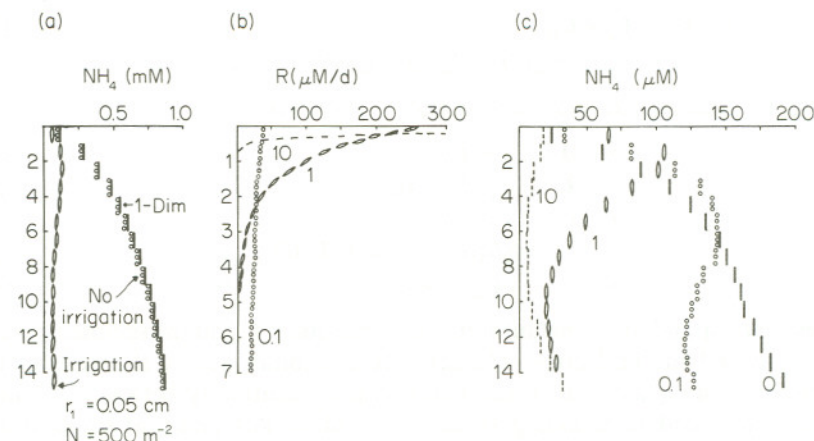 (a)
NH₄ (mM)
0.5 1.0
2
4
6
8
10
12
14
1-Dim
No
irrigation
Irrigation
r₁ = 0.05 cm
N = 500 m⁻²
(b)
R(μM/d)
0 100 200 300
1
2
3
4
5
6
7
10
1
0.1
(c)
NH₄ (μM)
50 100 150 200
2
4
6
8
10
12
14
10
1
0.1
0